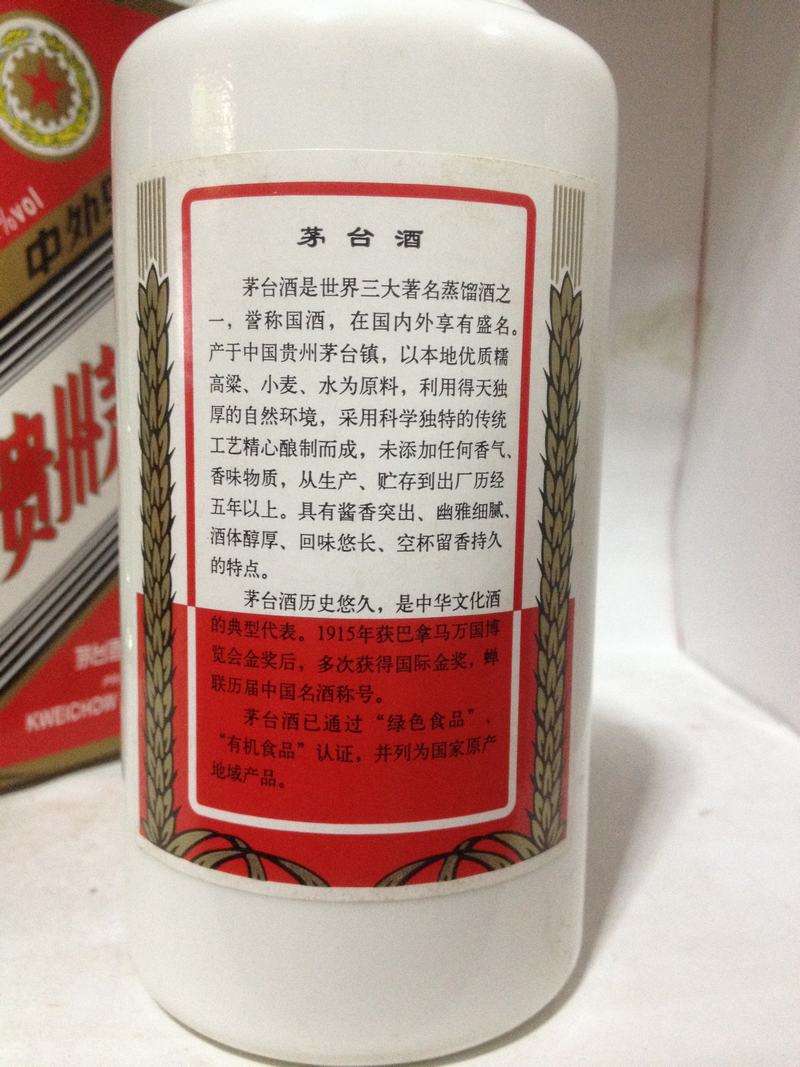 茅台酒
茅台酒是世界三大著名蒸馏酒之
一，誉称国酒，在国内外享有盛名。
产于中国贵州茅台镇，以本地优质糯
高粱、小麦、水为原料，利用得天独
厚的自然环境，采用科学独特的传统
工艺精心酿制而成，未添加任何香气、
香味物质，从生产、贮存到出厂历经
五年以上。具有酱香突出、幽雅细腻、
酒体醇厚、回味悠长、空杯留香持久
的特点。
茅台酒历史悠久，是中华文化酒
的典型代表。1915年获巴拿马万国博
览会金奖后，多次获得国际金奖，蝉
联历届中国名酒称号。
茅台酒已通过“绿色食品”、
“有机食品”认证，并列为国家原产
地域产品。
%vol
中外
贵州
茅台
KWEICHOW